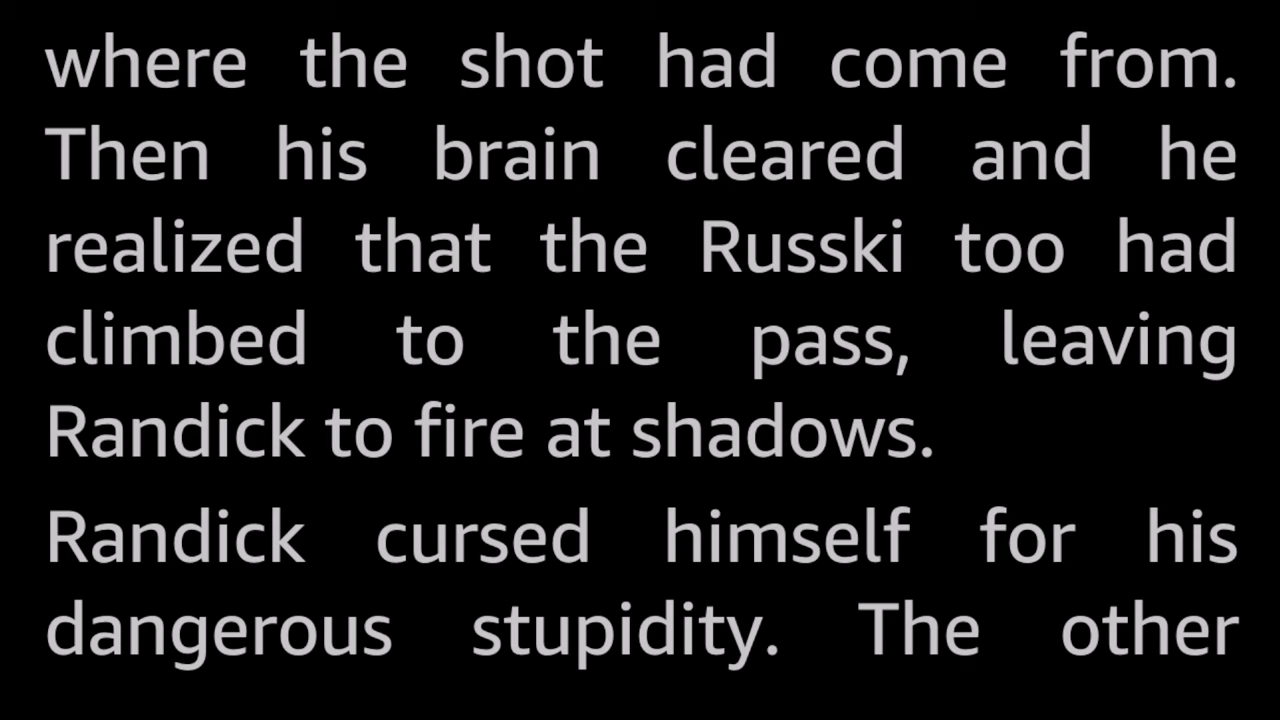 where the shot had come from.
Then his brain cleared and he
realized that the Russki too had
climbed to the pass, leaving
Randick to fire at shadows.
Randick cursed himself for his
dangerous stupidity. The other